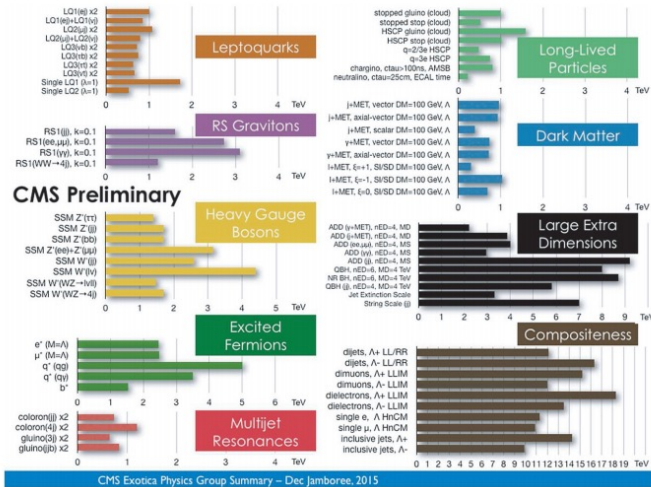 LQ1(ej) x2
LQ1(ej)+LQ1(νj)
LQ2(μj) x2
LQ2(μj)+LQ2(νj)
LQ3(νb) x2
LQ3(τb) x2
LQ3(τt) x2
LQ3(νt) x2
Single LQ1 (λ=1)
Single LQ2 (λ=1)
Leptoquarks
0 1 2 3 4 TeV
RS1(jj), k=0.1
RS1(ee,μμ), k=0.1
RS1(γγ), k=0.1
RS1(WW→4j), k=0.1
RS Gravitons
0 1 2 3 4 TeV
CMS Preliminary
SSM Z'(ττ)
SSM Z'(jj)
SSM Z'(bb)
SSM Z'(ee)+Z'(μμ)
SSM W'(jj)
SSM W'(lν)
SSM W'(WZ→lνll)
SSM W'(WZ→4j)
Heavy Gauge
Bosons
0 1 2 3 4 5 TeV
e* (M=Λ)
μ* (M=Λ)
q* (qg)
q* (qγ)
b*
Excited
Fermions
0 1 2 3 4 5 6 TeV
coloron(jj) x2
coloron(4j) x2
gluino(3j) x2
gluino(jjb) x2
Multijet
Resonances
0 1 2 3 4 TeV
stopped gluino (cloud)
stopped stop (cloud)
HSCP gluino (cloud)
HSCP stop (cloud)
q=2/3e HSCP
q=3e HSCP
chargino, ctau>100ns, AMSB
neutralino, ctau=25cm, ECAL time
Long-Lived
Particles
0 1 2 3 4 TeV
j+MET, vector DM=100 GeV, Λ
j+MET, axial-vector DM=100 GeV, Λ
j+MET, scalar DM=100 GeV, Λ
γ+MET, vector DM=100 GeV, Λ
γ+MET, axial-vector DM=100 GeV, Λ
l+MET, ξ=+1, SI/SD DM=100 GeV, Λ
l+MET, ξ=-1, SI/SD DM=100 GeV, Λ
l+MET, ξ=0, SI/SD DM=100 GeV, Λ
Dark Matter
0 1 2 3 4 TeV
ADD (γ+MET), nED=4, MD
ADD (j+MET), nED=4, MD
ADD (ee,μμ), nED=4, MS
ADD (γγ), nED=4, MS
ADD (jj), nED=4, MS
QBH, nED=6, MD=4 TeV
NR BH, nED=6, MD=4 TeV
QBH (jj), nED=4, MD=4 TeV
Jet Extinction Scale
String Scale (jj)
Large Extra
Dimensions
0 1 2 3 4 5 6 7 8 9 10 TeV
dijets, Λ+ LL/RR
dijets, Λ- LL/RR
dimuons, Λ+ LLIM
dimuons, Λ- LLIM
dielectrons, Λ+ LLIM
dielectrons, Λ- LLIM
single e, Λ HnCM
single μ, Λ HnCM
inclusive jets, Λ+
inclusive jets, Λ-
Compositeness
0 1 2 3 4 5 6 7 8 9 10 11 12 13 14 15 16 17 18 19 TeV
CMS Exotica Physics Group Summary – Dec Jamboree, 2015